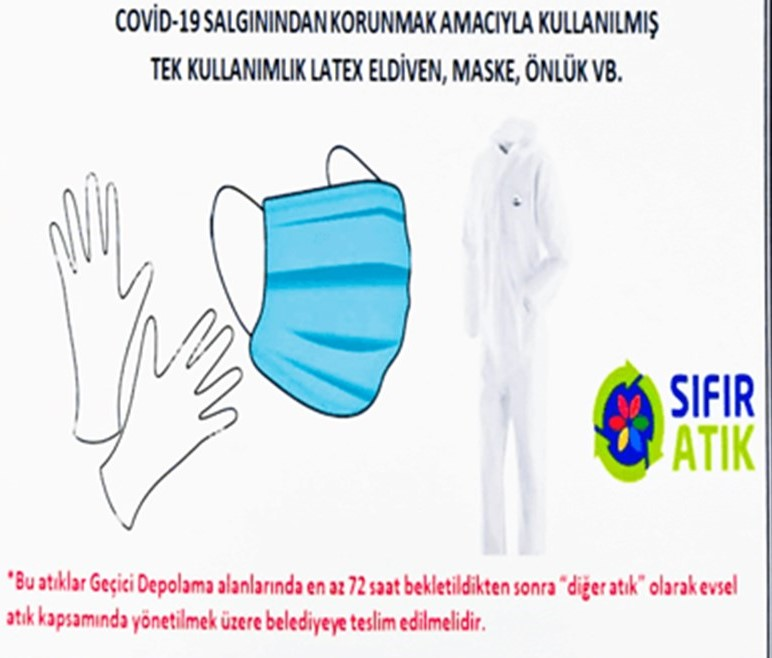 COVİD-19 SALGININDAN KORUNMAK AMACIYLA KULLANILMIŞ
TEK KULLANIMLIK LATEX ELDİVEN, MASKE, ÖNLÜK VB.
SIFIR
ATIK
*Bu atıklar Geçici Depolama alanlarında en az 72 saat bekletildikten sonra "diğer atık" olarak evsel
atık kapsamında yönetilmek üzere belediyeye teslim edilmelidir.